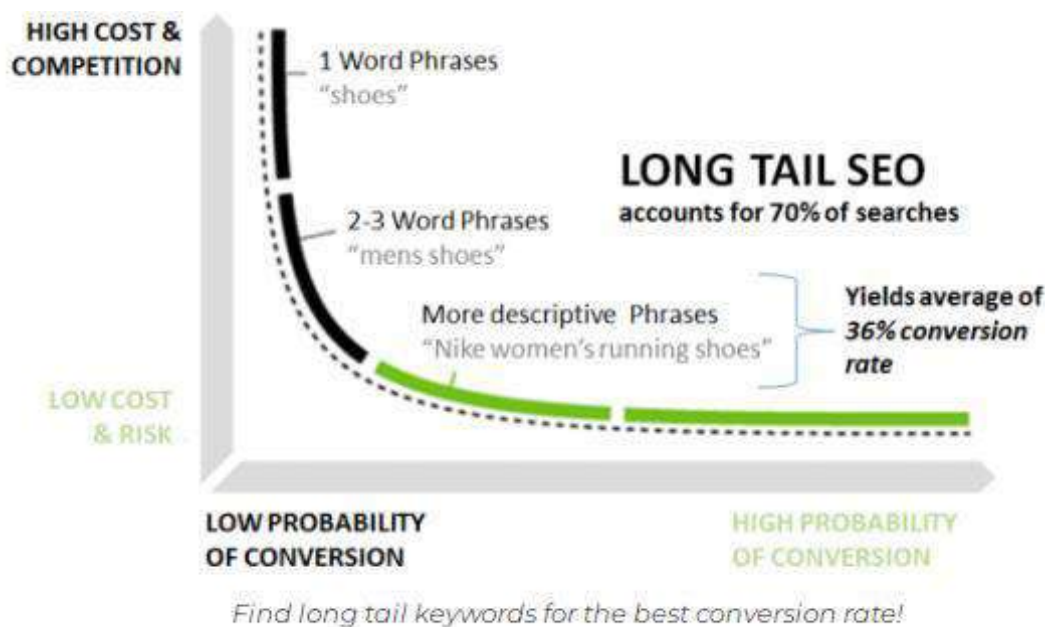 HIGH COST &
COMPETITION
1 Word Phrases
“shoes”
LONG TAIL SEO
accounts for 70% of searches
2-3 Word Phrases
“mens shoes”
More descriptive Phrases
“Nike women’s running shoes”
Yields average of
36% conversion
rate
LOW COST
& RISK
LOW PROBABILITY
OF CONVERSION
HIGH PROBABILITY
OF CONVERSION
Find long tail keywords for the best conversion rate!